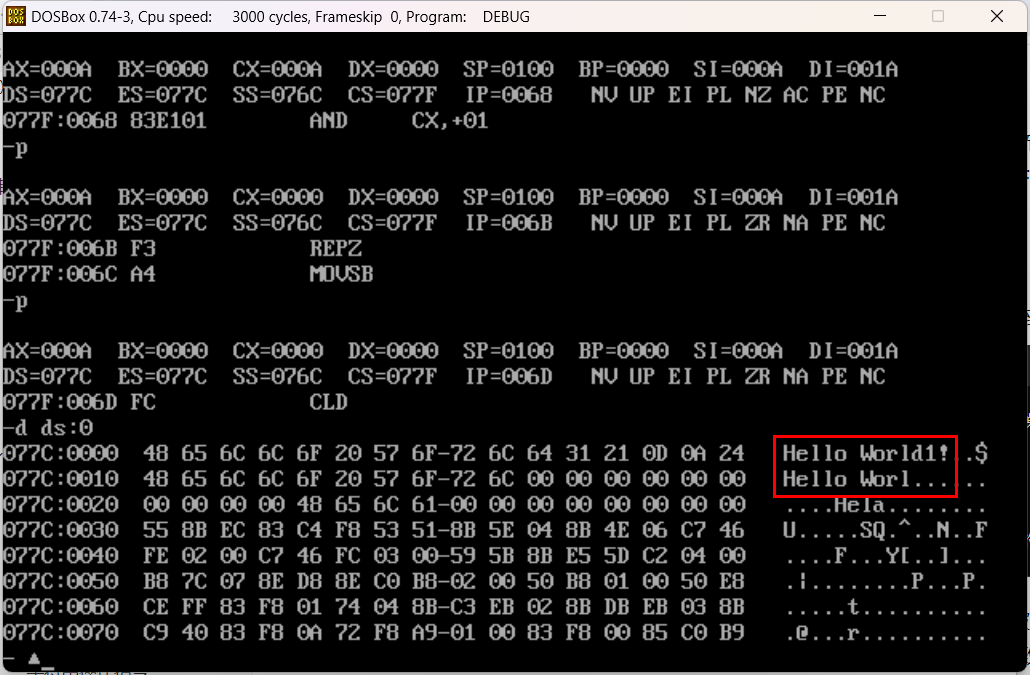 DOSBox 0.74-3, Cpu speed: 3000 cycles, Frameskip 0, Program: DEBUG
AX=000A BX=0000 CX=000A DX=0000 SP=0100 BP=0000 SI=000A DI=001A
DS=077C ES=077C SS=076C CS=077F IP=0068 NV UP EI PL NZ AC PE NC
077F:0068 83E101 AND CX,+01
-p
AX=000A BX=0000 CX=0000 DX=0000 SP=0100 BP=0000 SI=000A DI=001A
DS=077C ES=077C SS=076C CS=077F IP=006B NV UP EI PL ZR NA PE NC
077F:006B F3 REPZ
077F:006C A4 MOVSB
-p
AX=000A BX=0000 CX=0000 DX=0000 SP=0100 BP=0000 SI=000A DI=001A
DS=077C ES=077C SS=076C CS=077F IP=006D NV UP EI PL ZR NA PE NC
077F:006D FC CLD
-d ds:0
077C:0000 48 65 6C 6C 6F 20 57 6F-72 6C 64 31 21 0D 0A 24 Hello World1!..$
077C:0010 48 65 6C 6C 6F 20 57 6F-72 6C 00 00 00 00 00 00 Hello Worl......
077C:0020 00 00 00 00 48 65 6C 61-00 00 00 00 00 00 00 00 ....Hela........
077C:0030 55 8B EC 83 C4 F8 53 51-8B 5E 04 8B 4E 06 C7 46 U.....SQ.^..N..F
077C:0040 FE 02 00 C7 46 FC 03 00-59 5B 8B E5 5D C2 04 00 ....F...Y[..]...
077C:0050 B8 7C 07 8E D8 8E C0 B8-02 00 50 B8 01 00 50 E8 .|........P...P.
077C:0060 CE FF 83 F8 01 74 04 8B-C3 EB 02 8B DB EB 03 8B .....t..........
077C:0070 C9 40 83 F8 0A 72 F8 A9-01 00 83 F8 00 85 C0 B9 .@...r..........
-